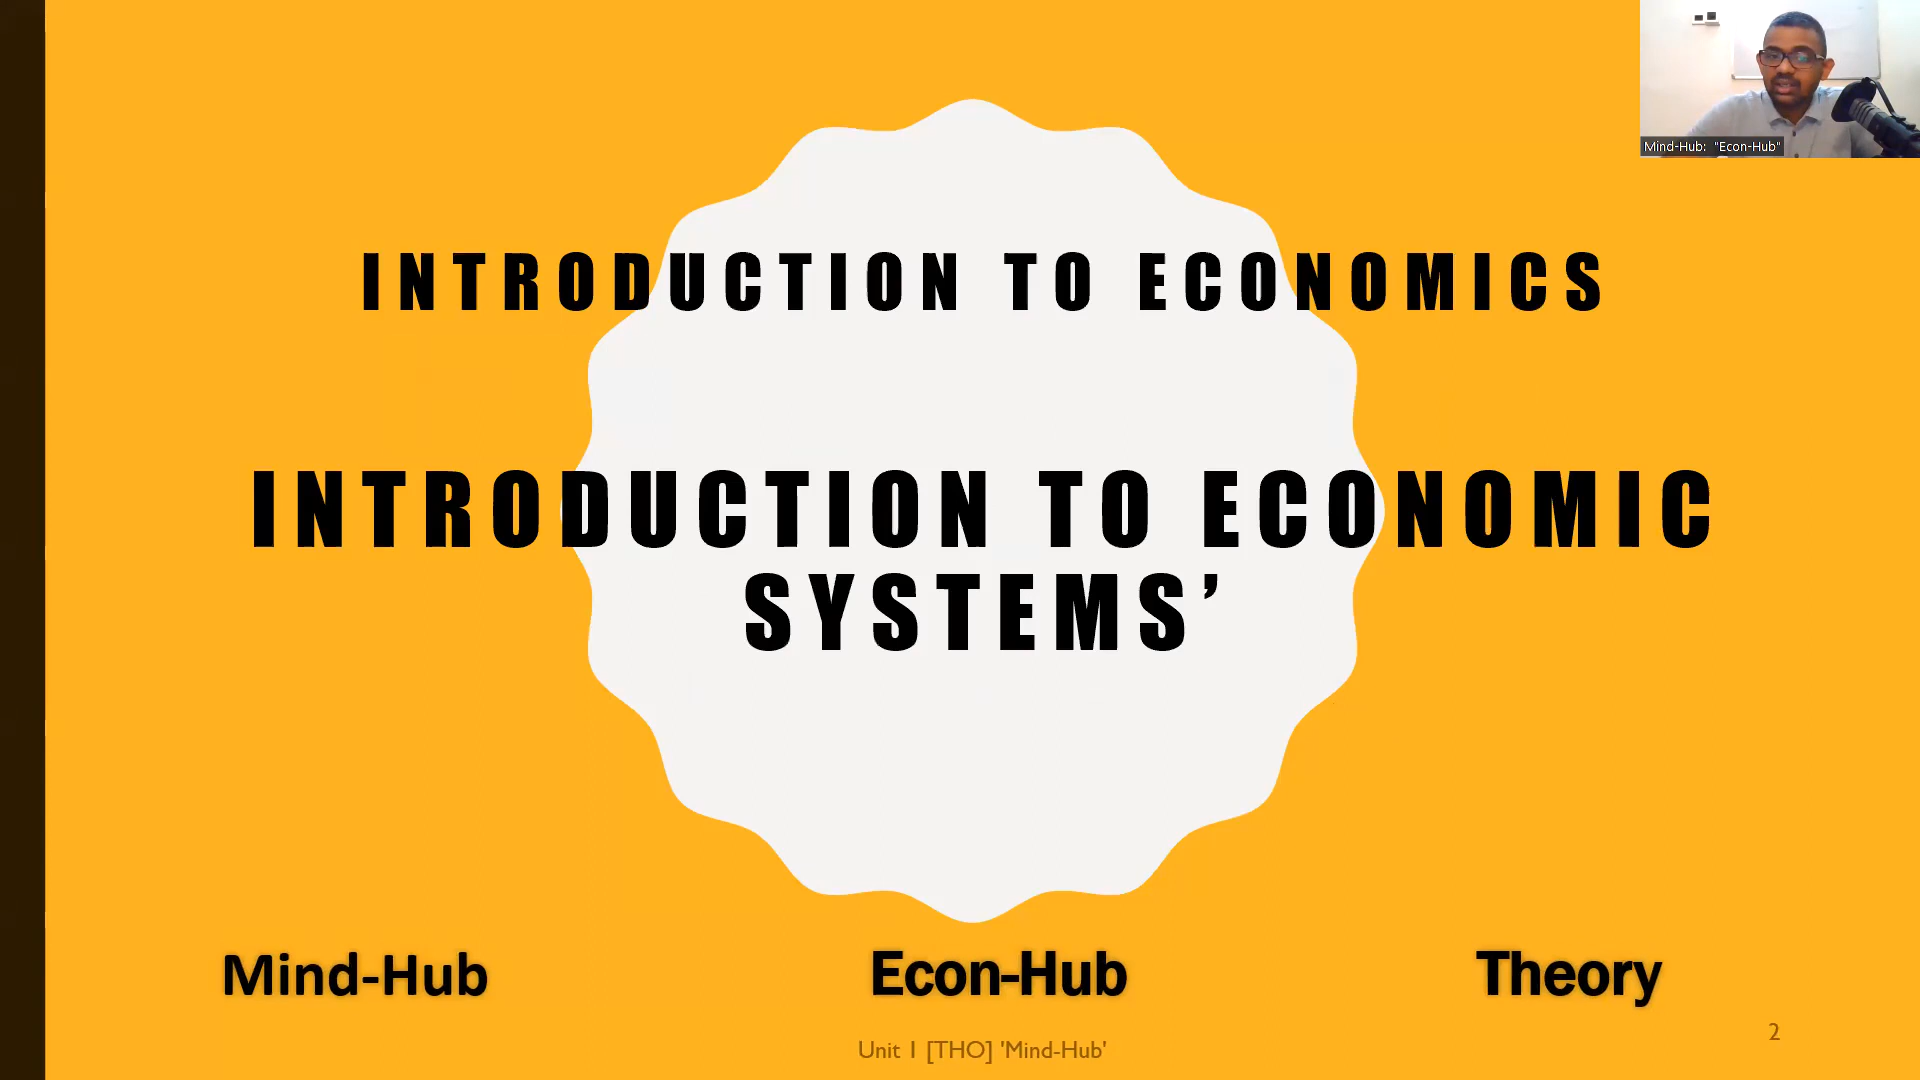 Mind-Hub: "Econ-Hub"
INTRODUCTION TO ECONOMICS
INTRODUCTION TO ECONOMIC
SYSTEMS’
Mind-Hub
Econ-Hub
Theory
2
Unit 1 [THO] 'Mind-Hub'